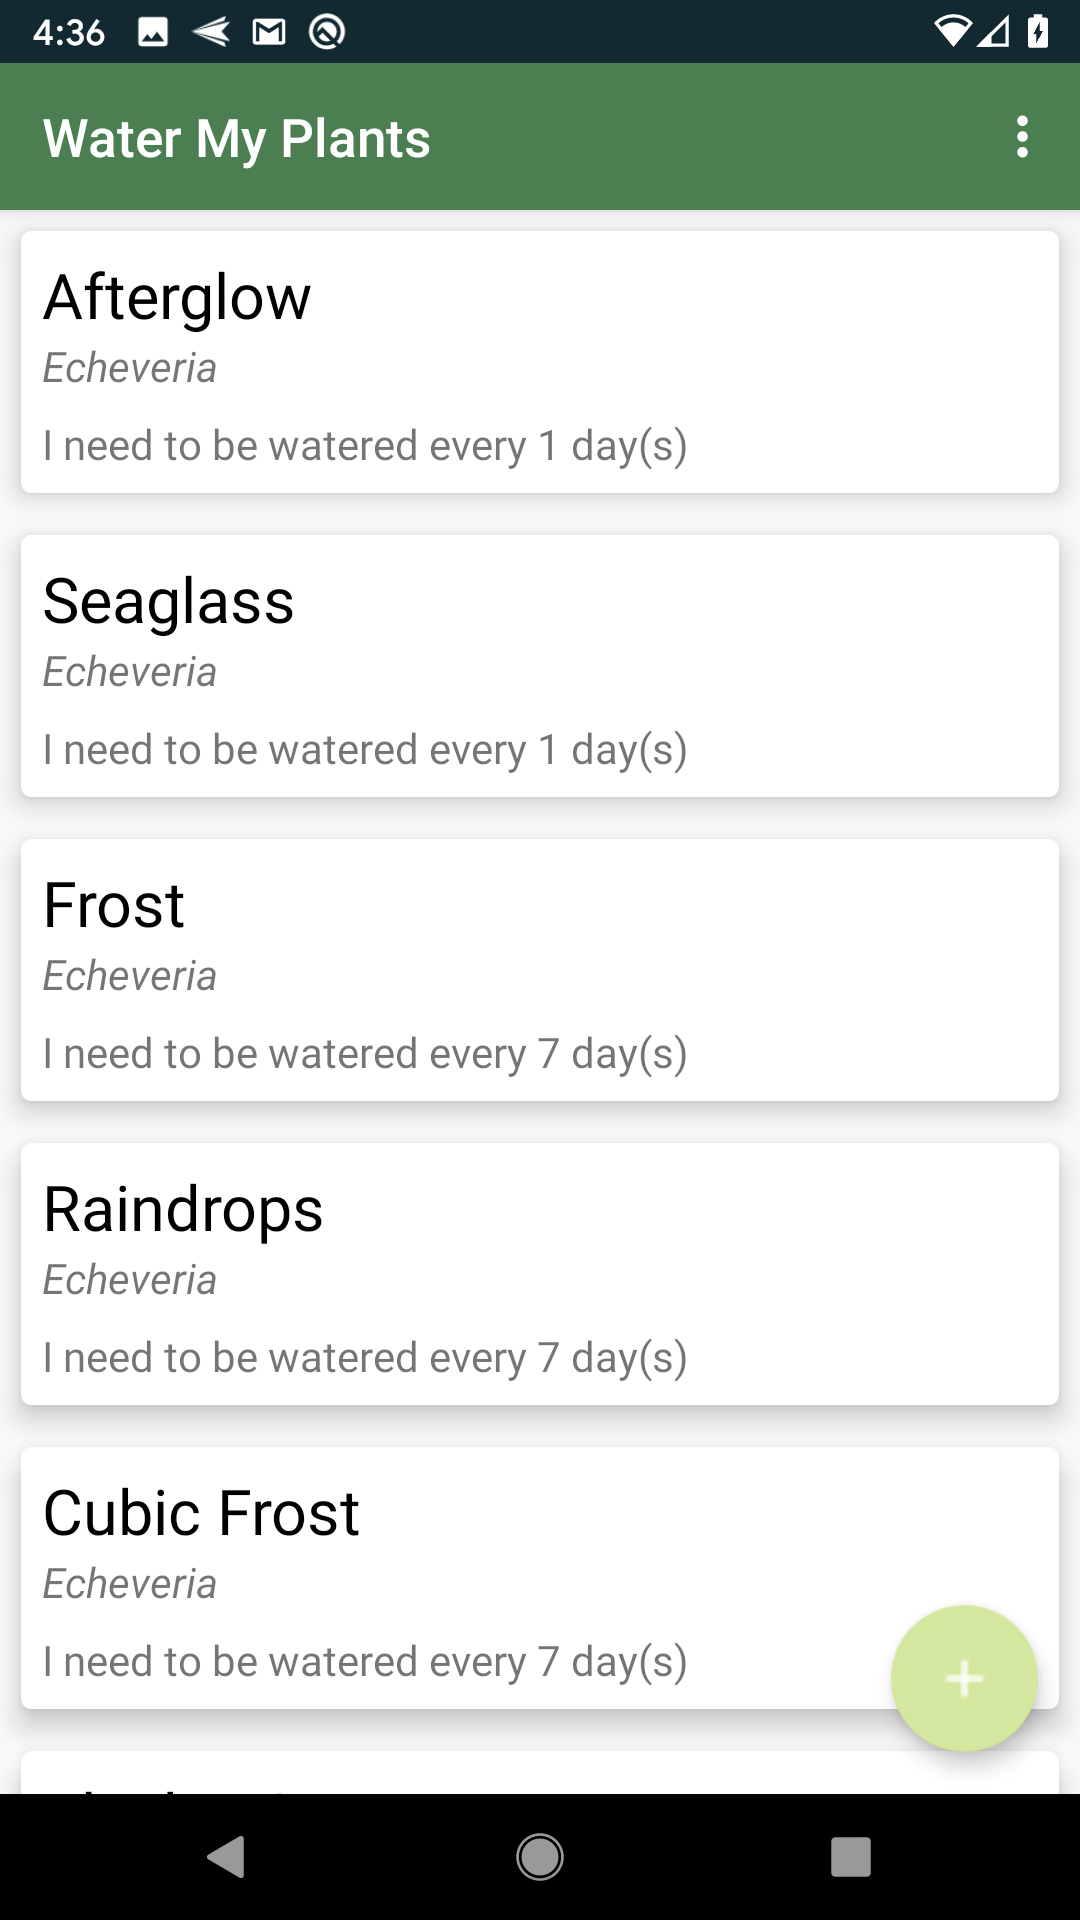 4:36
Water My Plants
Afterglow
Echeveria
I need to be watered every 1 day(s)
Seaglass
Echeveria
I need to be watered every 1 day(s)
Frost
Echeveria
I need to be watered every 7 day(s)
Raindrops
Echeveria
I need to be watered every 7 day(s)
Cubic Frost
Echeveria
I need to be watered every 7 day(s)